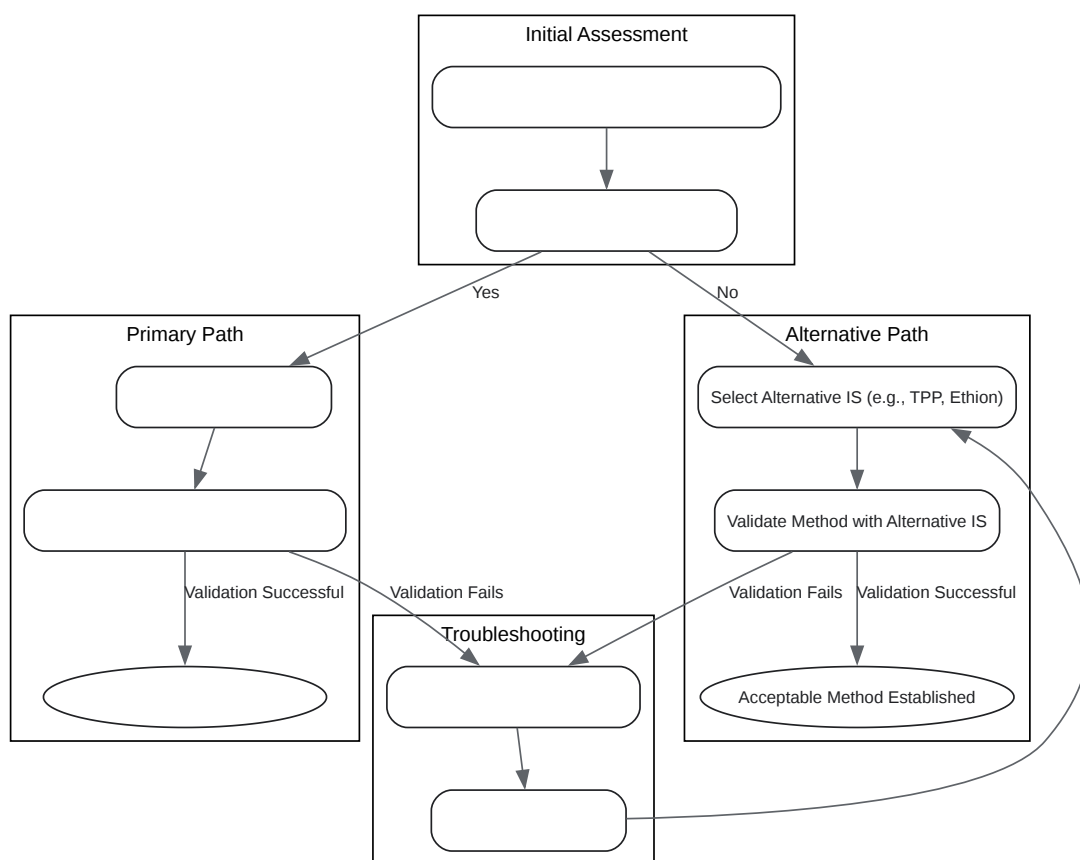 Initial Assessment
Yes
No
Primary Path
Alternative Path
Select Alternative IS (e.g., TPP, Ethion)
Validate Method with Alternative IS
Validation Successful
Validation Fails
Validation Fails
Validation Successful
Troubleshooting
Acceptable Method Established